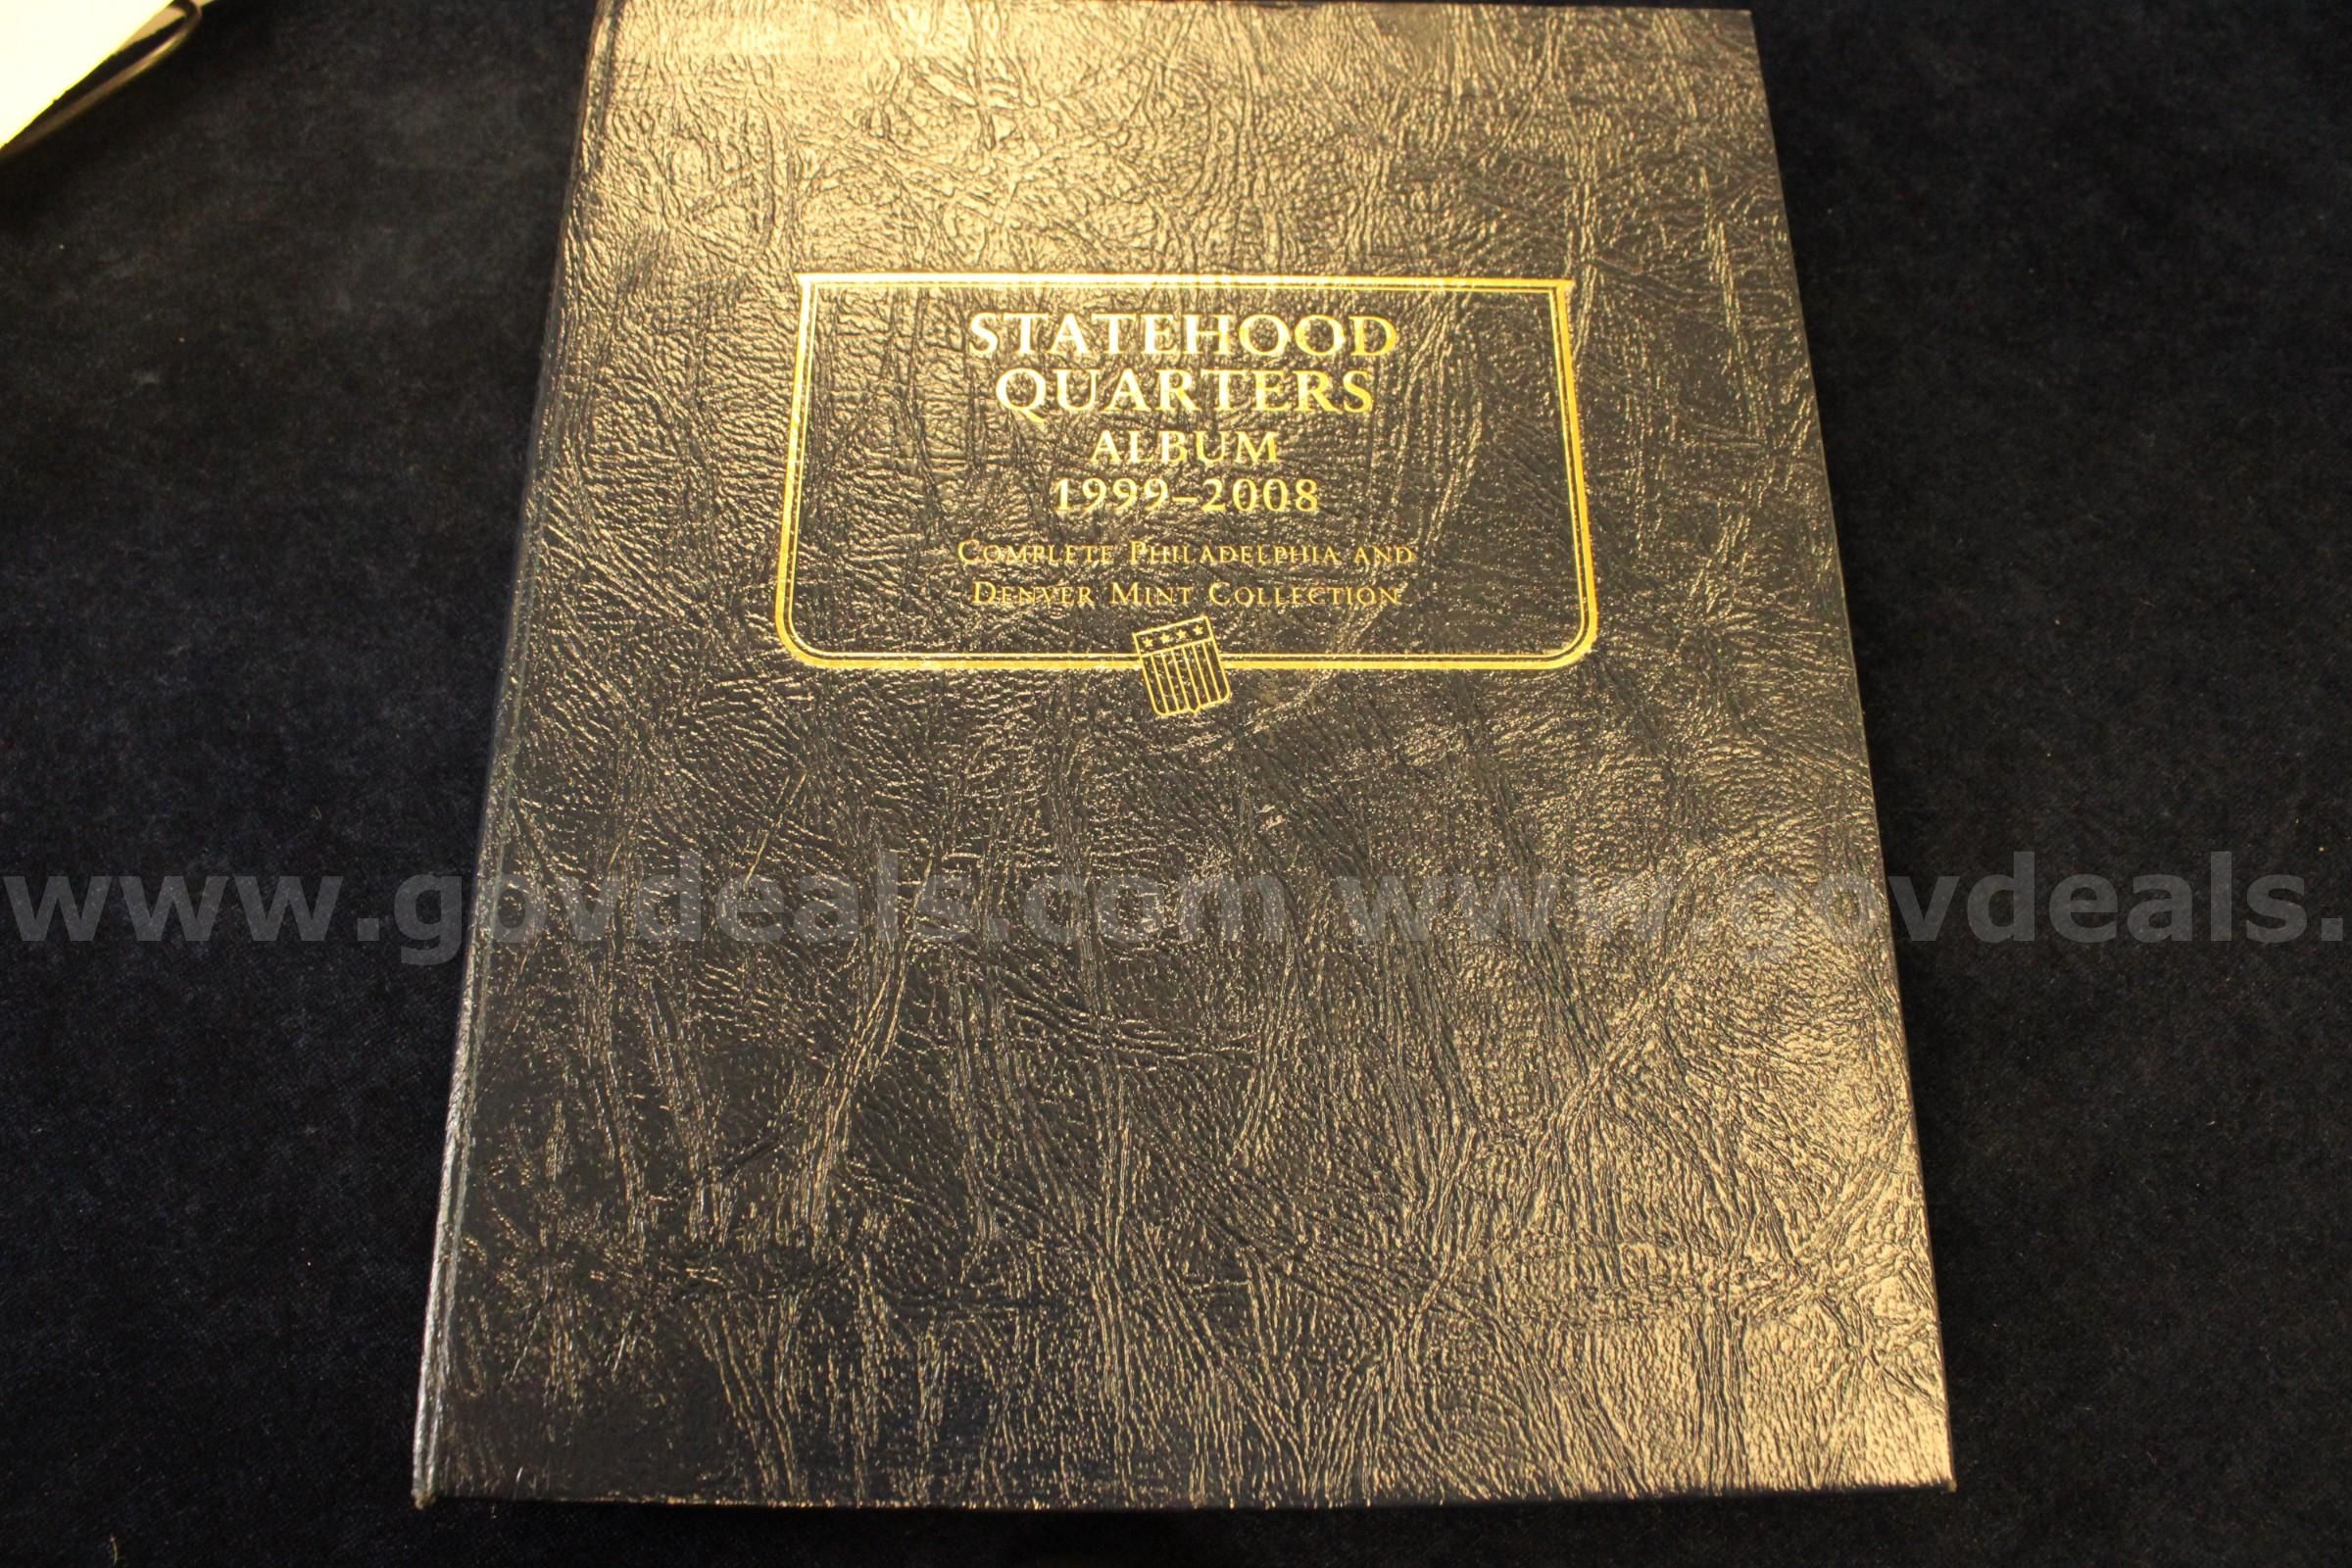 STATEHOOD
QUARTERS
ALBUM
1999–2008
COMPLETE PHILADELPHIA AND
DENVER MINT COLLECTION
www.govdeals.com www.govdeals.